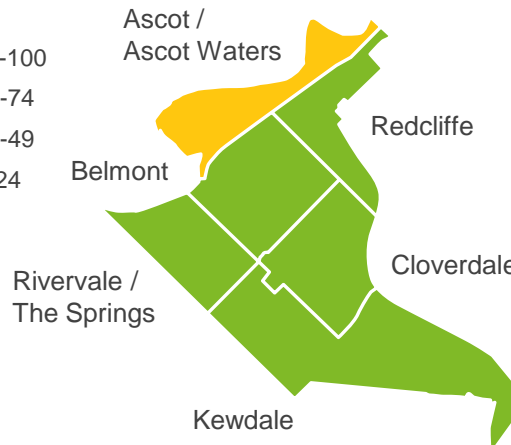 Ascot /
Ascot Waters
-100
-74
-49
24
Redcliffe
Belmont
Cloverdale
Rivervale /
The Springs
Kewdale